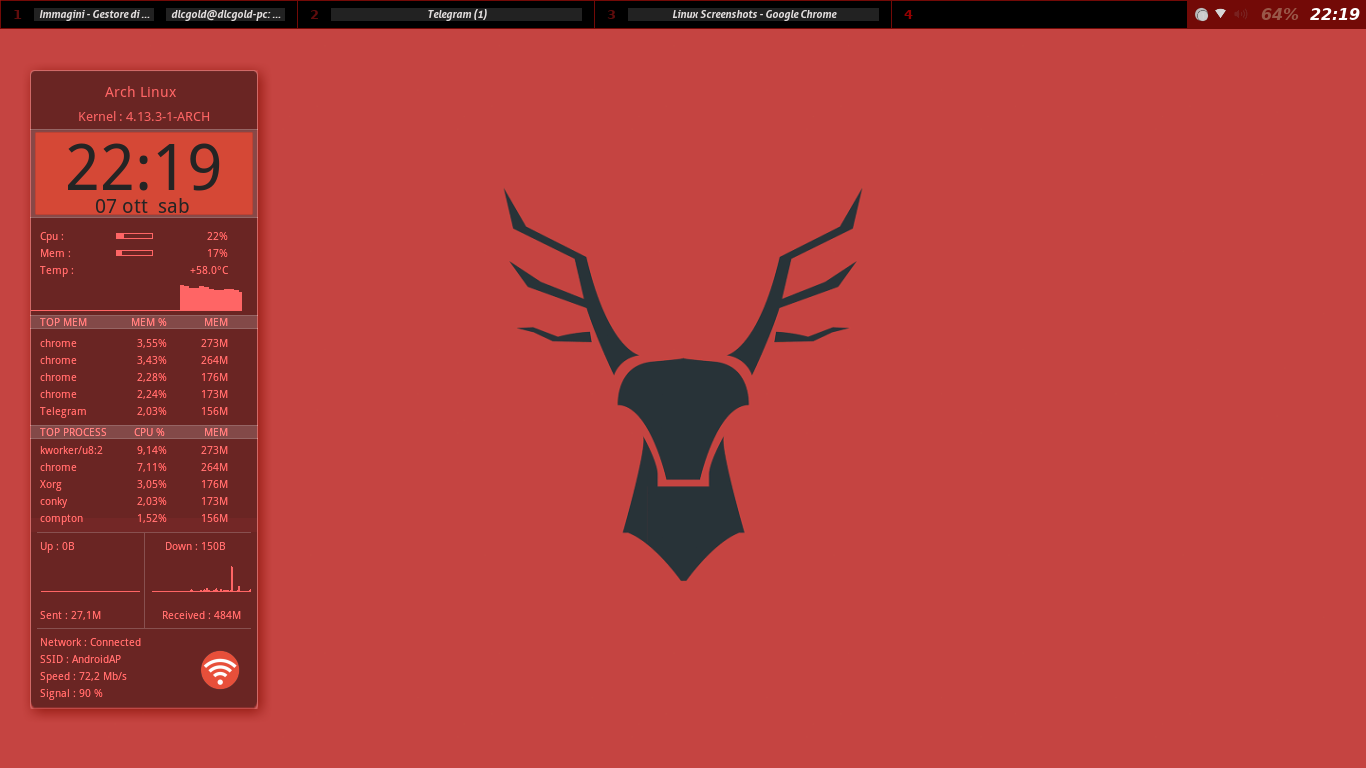 1 Immagini - Gestore di ... dlcgold@dlcgold-pc: ... 2 Telegram (1) 3 Linux Screenshots - Google Chrome 4 64% 22:19
Arch Linux
Kernel : 4.13.3-1-ARCH
22:19
07 ott sab
Cpu : 22%
Mem : 17%
Temp : +58.0°C
TOP MEM MEM % MEM
chrome 3,55% 273M
chrome 3,43% 264M
chrome 2,28% 176M
chrome 2,24% 173M
Telegram 2,03% 156M
TOP PROCESS CPU % MEM
kworker/u8:2 9,14% 273M
chrome 7,11% 264M
Xorg 3,05% 176M
conky 2,03% 173M
compton 1,52% 156M
Up : 0B Down : 150B
Sent : 27,1M Received : 484M
Network : Connected
SSID : AndroidAP
Speed : 72,2 Mb/s
Signal : 90 %